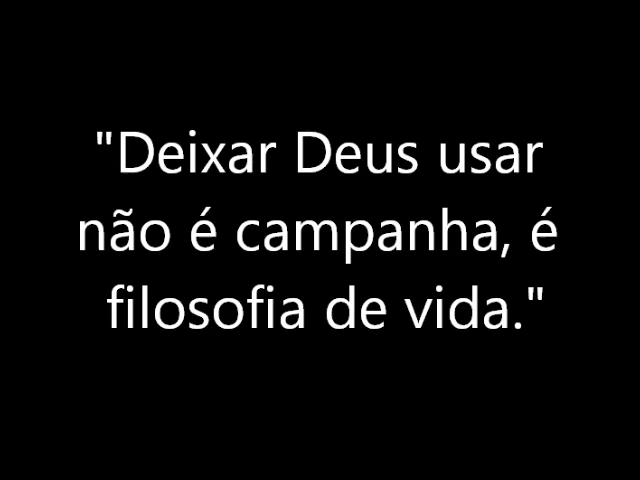 "Deixar Deus usar
não é campanha, é
filosofia de vida."